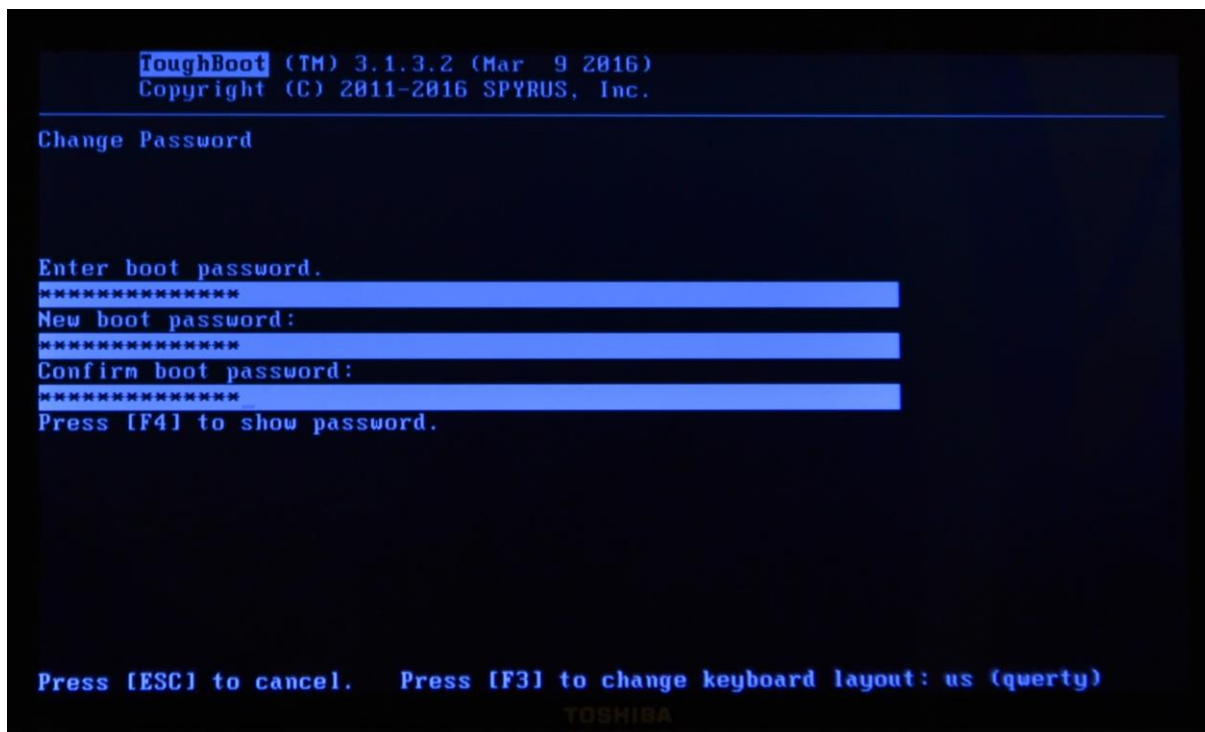 ToughBoot (TM) 3.1.3.2 (Mar  9 2016)
Copyright (C) 2011-2016 SPYRUS, Inc.
Change Password
Enter boot password.
**************
New boot password:
**************
Confirm boot password:
**************_
Press [F4] to show password.
Press [ESC] to cancel.   Press [F3] to change keyboard layout: us (qwerty)
TOSHIBA